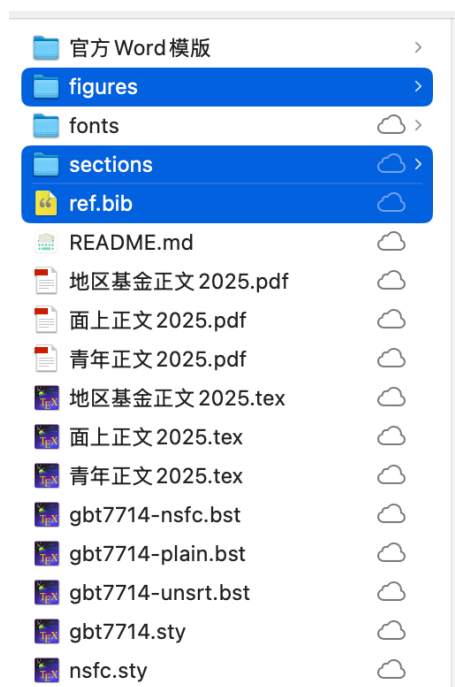 官方Word模版
figures
fonts
sections
ref.bib
README.md
地区基金正文2025.pdf
面上正文2025.pdf
青年正文2025.pdf
地区基金正文2025.tex
面上正文2025.tex
青年正文2025.tex
gbt7714-nsfc.bst
gbt7714-plain.bst
gbt7714-unsrt.bst
gbt7714.sty
nsfc.sty